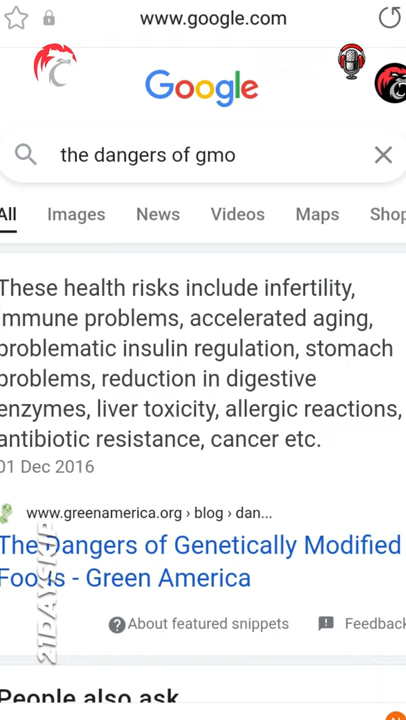 www.google.com
Google
the dangers of gmo
All
Images News Videos Maps Shop
These health risks include infertility,
immune problems, accelerated aging,
problematic insulin regulation, stomach
problems, reduction in digestive
enzymes, liver toxicity, allergic reactions,
antibiotic resistance, cancer etc.
01 Dec 2016
www.greenamerica.org › blog › dan...
The Dangers of Genetically Modified
Foods - Green America
About featured snippets Feedback
21DAYSKUP
People also ask